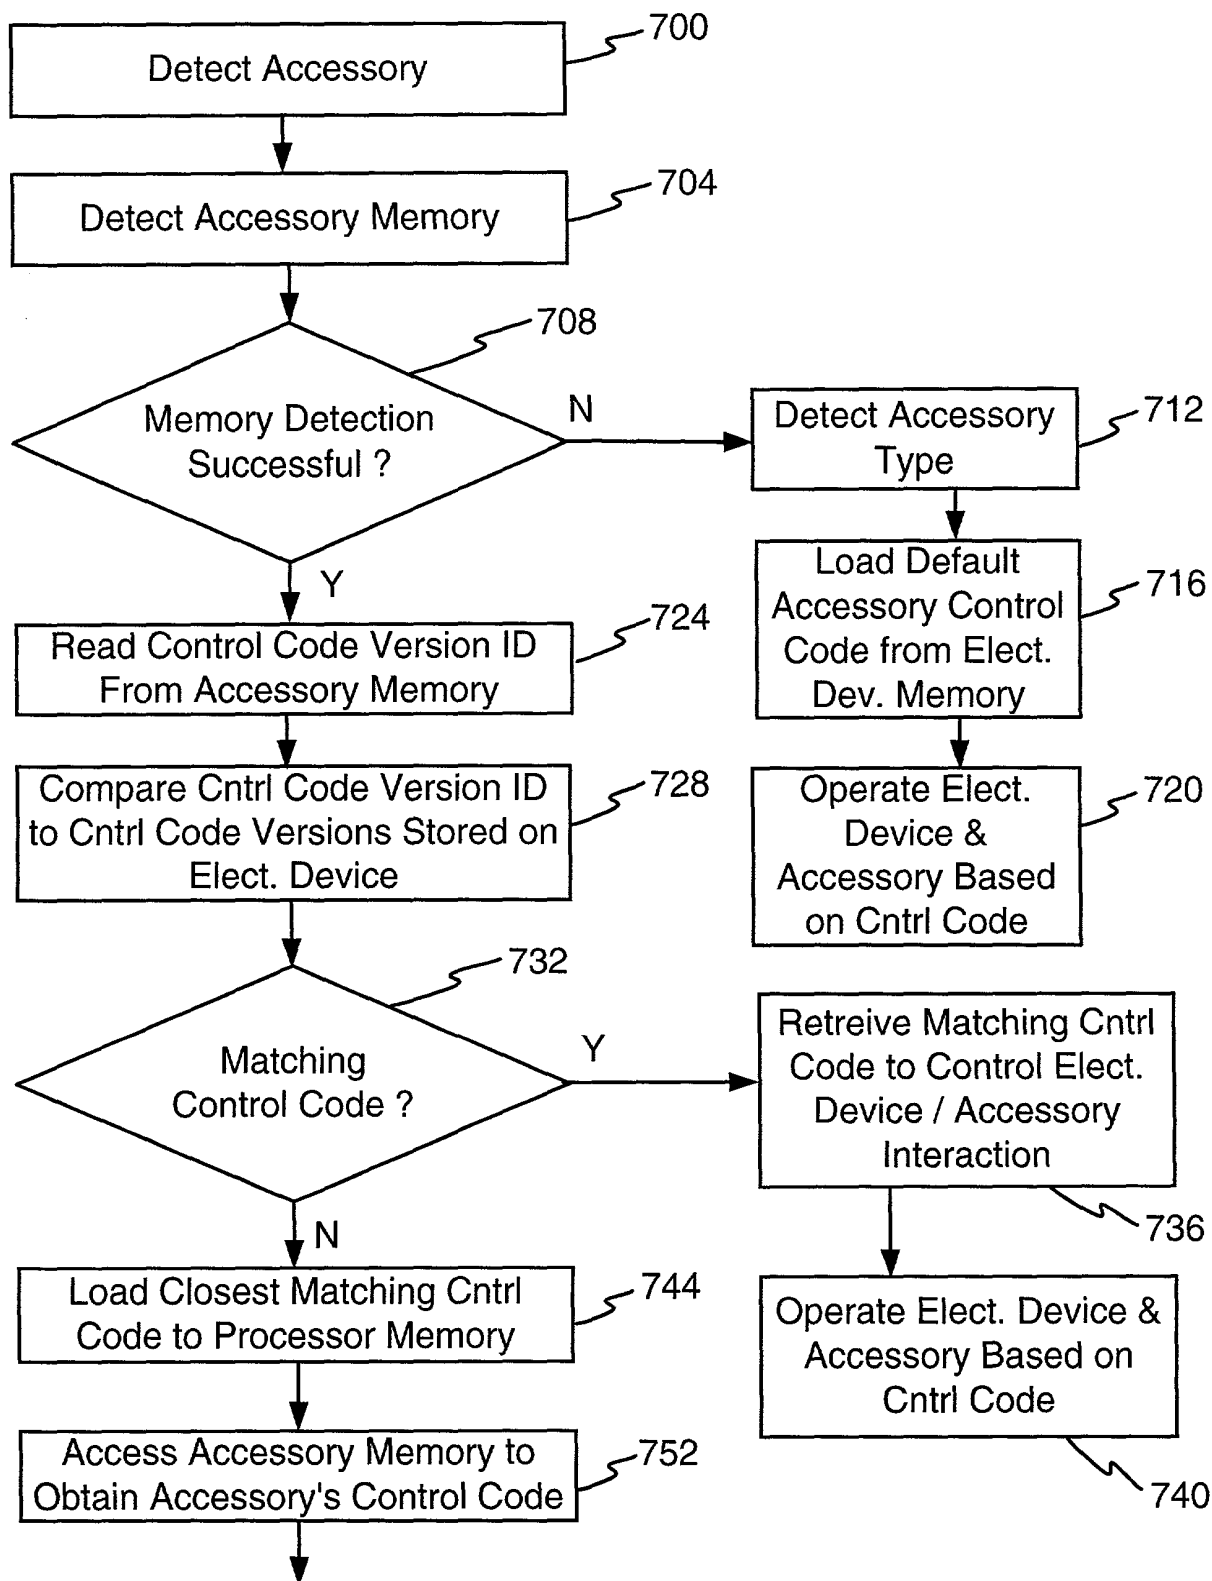 Detect Accessory
700
Detect Accessory Memory
704
708
Memory Detection
Successful ?
N
Y
Detect Accessory
Type
712
Load Default
Accessory Control
Code from Elect.
Dev. Memory
716
Operate Elect.
Device &
Accessory Based
on Cntrl Code
720
Read Control Code Version ID
From Accessory Memory
724
Compare Cntrl Code Version ID
to Cntrl Code Versions Stored on
Elect. Device
728
732
Matching
Control Code ?
Y
N
Retreive Matching Cntrl
Code to Control Elect.
Device / Accessory
Interaction
736
Operate Elect. Device &
Accessory Based on
Cntrl Code
740
Load Closest Matching Cntrl
Code to Processor Memory
744
Access Accessory Memory to
Obtain Accessory's Control Code
752